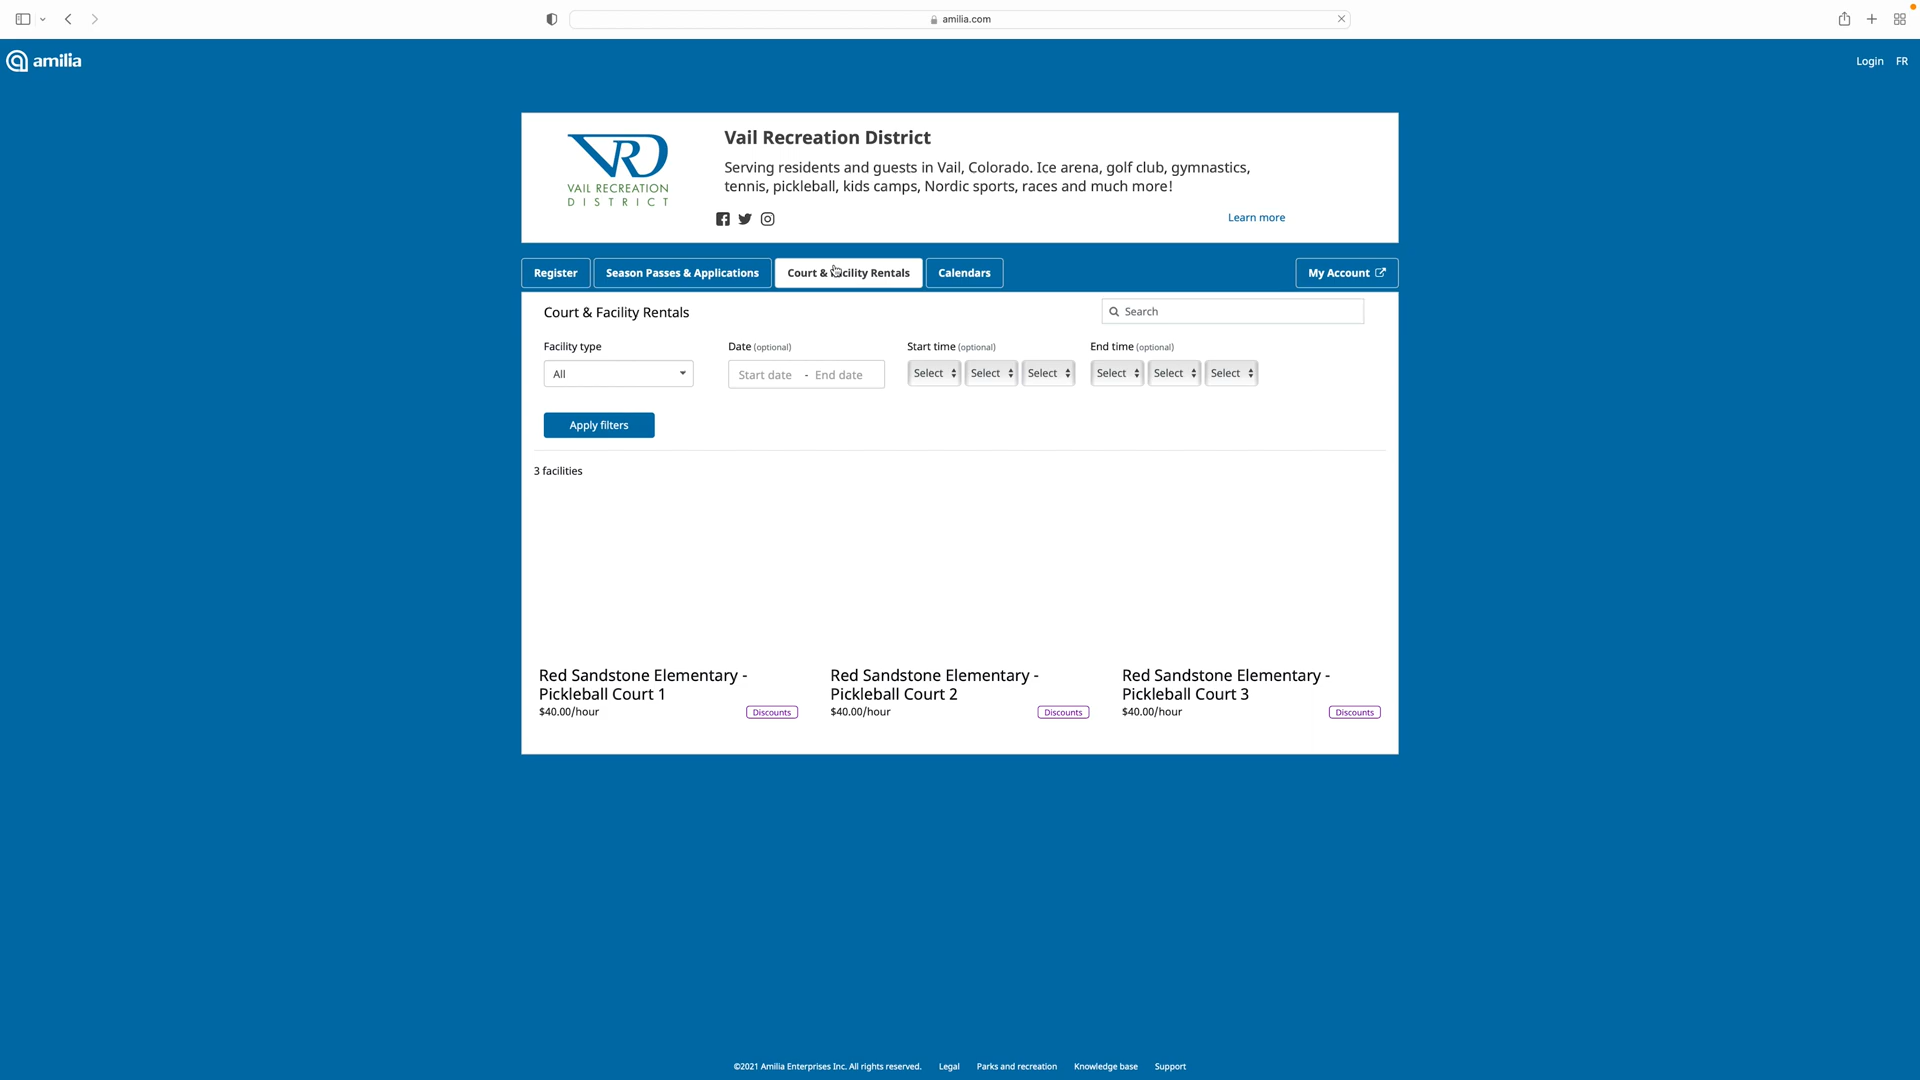 amilia.com
amilia
Login FR
VAIL RECREATION
DISTRICT
Vail Recreation District
Serving residents and guests in Vail, Colorado. Ice arena, golf club, gymnastics,
tennis, pickleball, kids camps, Nordic sports, races and much more!
Learn more
Register
Season Passes & Applications
Court & Facility Rentals
Calendars
My Account
Court & Facility Rentals
Search
Facility type
Date (optional)
Start time (optional)
End time (optional)
All
Start date - End date
Select Select Select
Select Select Select
Apply filters
3 facilities
Red Sandstone Elementary -
Pickleball Court 1
$40.00/hour
Discounts
Red Sandstone Elementary -
Pickleball Court 2
$40.00/hour
Discounts
Red Sandstone Elementary -
Pickleball Court 3
$40.00/hour
Discounts
©2021 Amilia Enterprises Inc. All rights reserved. Legal Parks and recreation Knowledge base Support